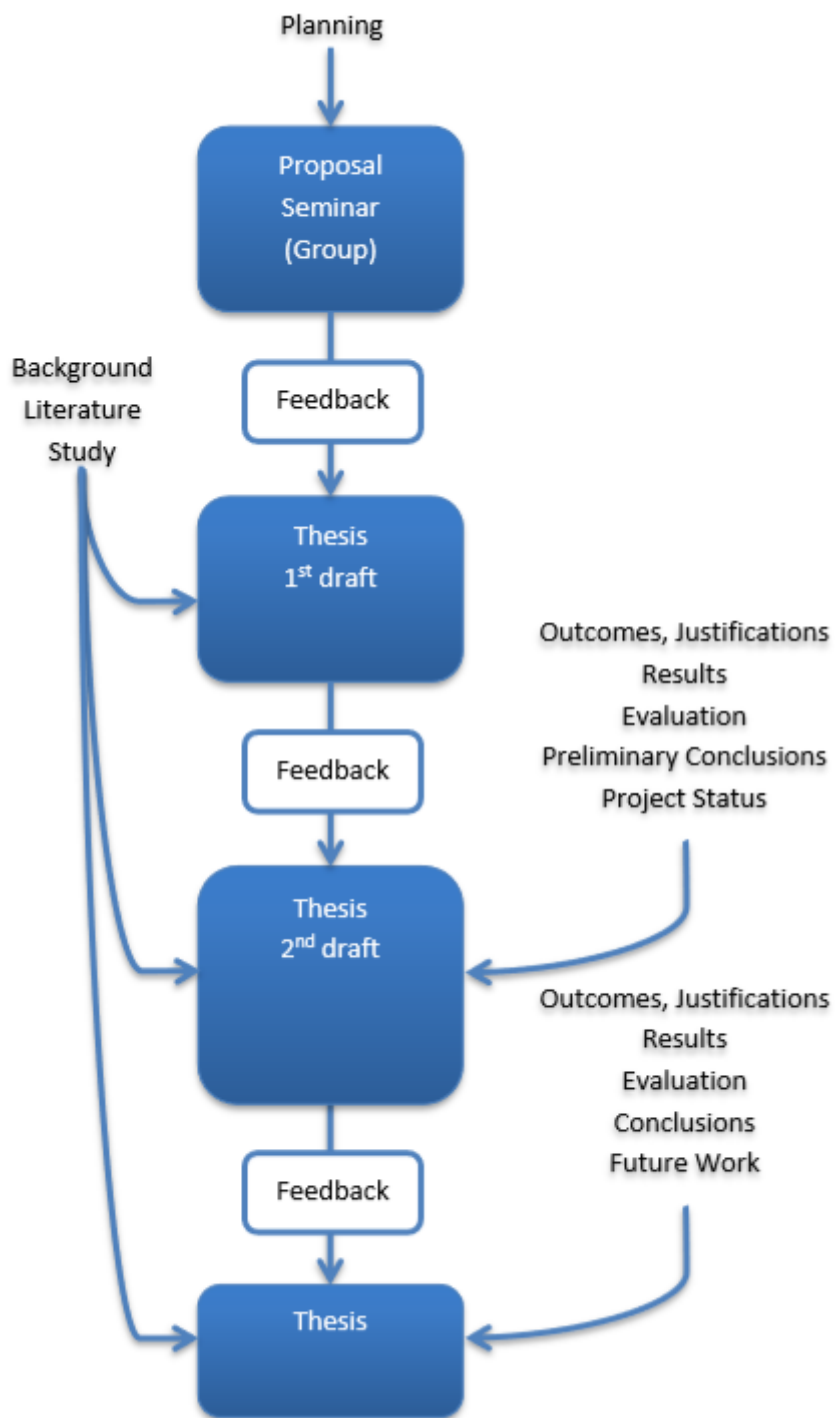 Planning
Proposal
Seminar
(Group)
Feedback
Background
Literature
Study
Thesis
1st draft
Feedback
Outcomes, Justifications
Results
Evaluation
Preliminary Conclusions
Project Status
Thesis
2nd draft
Feedback
Outcomes, Justifications
Results
Evaluation
Conclusions
Future Work
Thesis